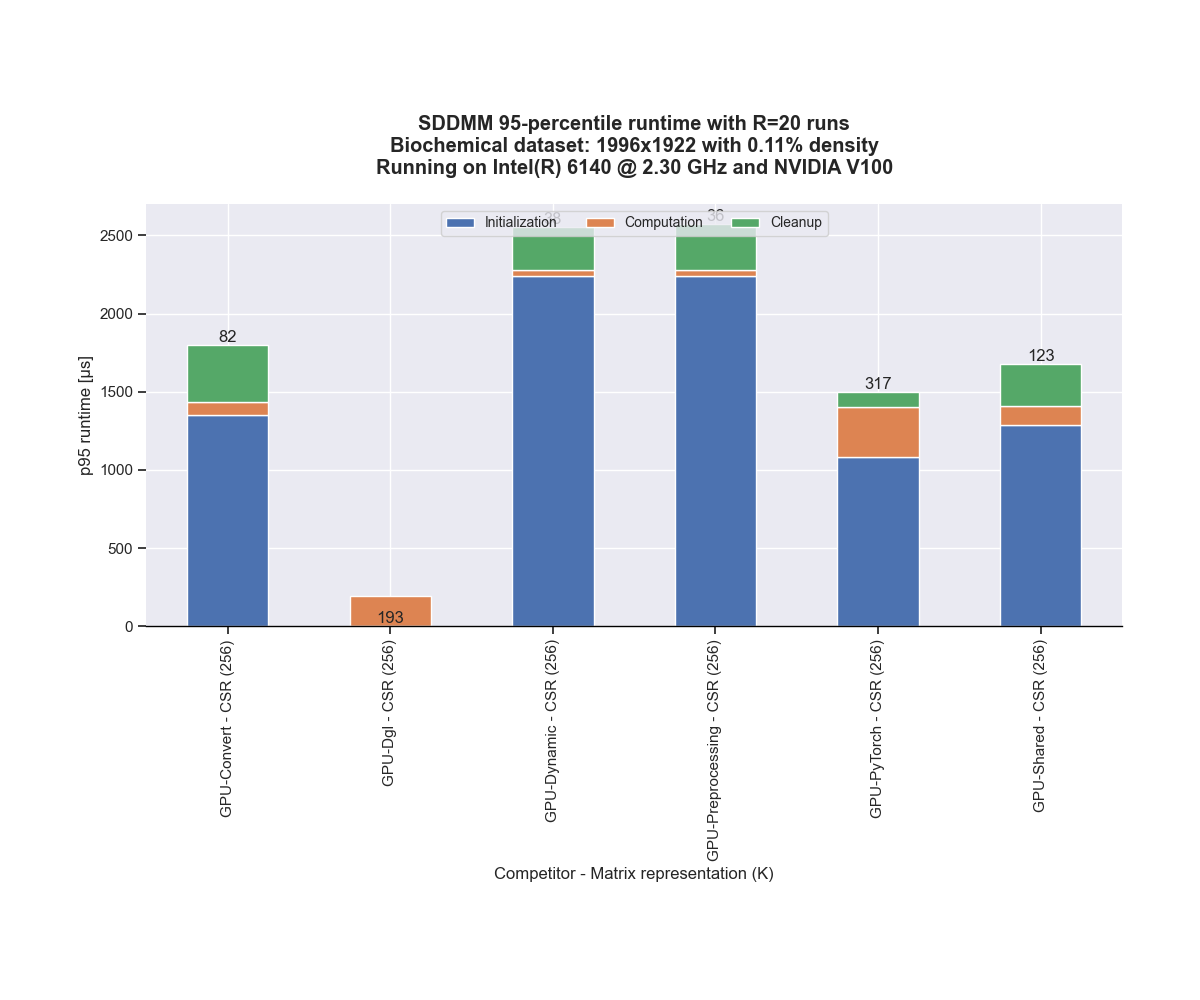 SDDMM 95-percentile runtime with R=20 runs
Biochemical dataset: 1996x1922 with 0.11% density
Running on Intel(R) 6140 @ 2.30 GHz and NVIDIA V100
Initialization Computation Cleanup
38
36
82
193
317
123
p95 runtime [µs]
2500
2000
1500
1000
500
0
GPU-Convert - CSR (256)
GPU-Dgl - CSR (256)
GPU-Dynamic - CSR (256)
GPU-Preprocessing - CSR (256)
GPU-PyTorch - CSR (256)
GPU-Shared - CSR (256)
Competitor - Matrix representation (K)